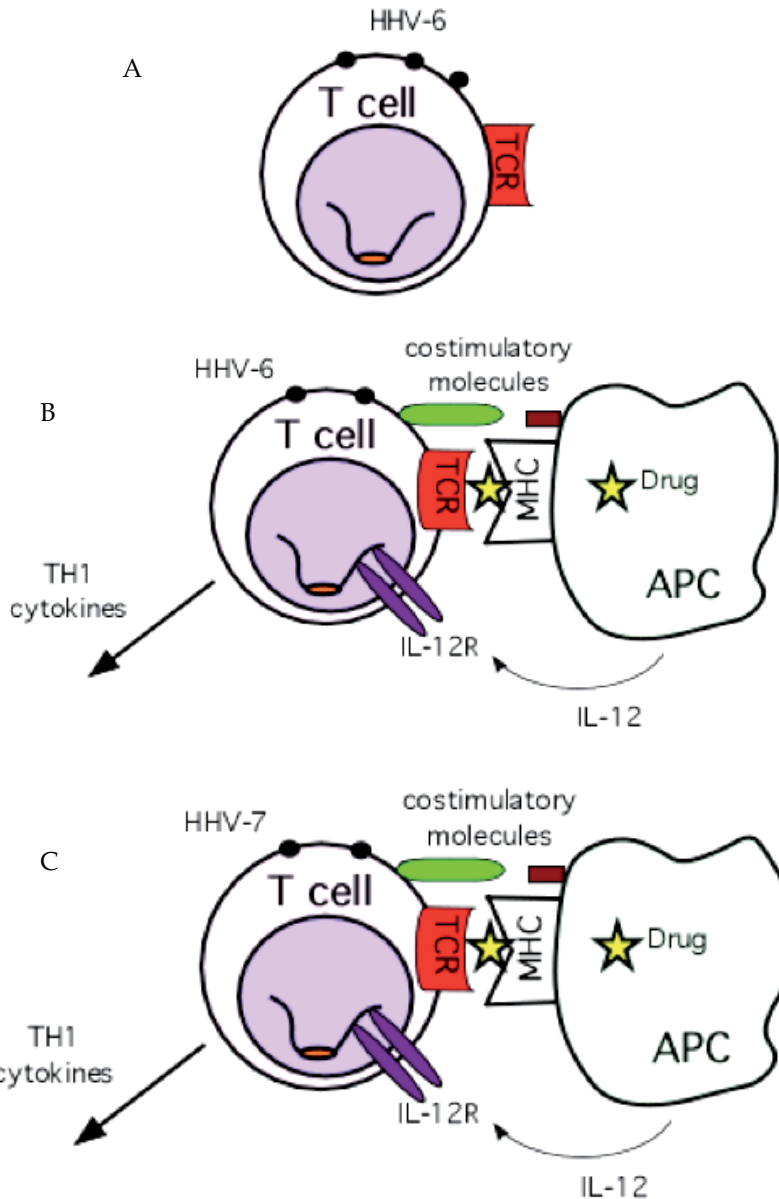 HHV-6
A
T cell
TCR
costimulatory
molecules
HHV-6
B
T cell
TCR
MHC
Drug
APC
TH1
cytokines
IL-12R
IL-12
costimulatory
molecules
HHV-7
C
T cell
TCR
MHC
Drug
APC
TH1
cytokines
IL-12R
IL-12